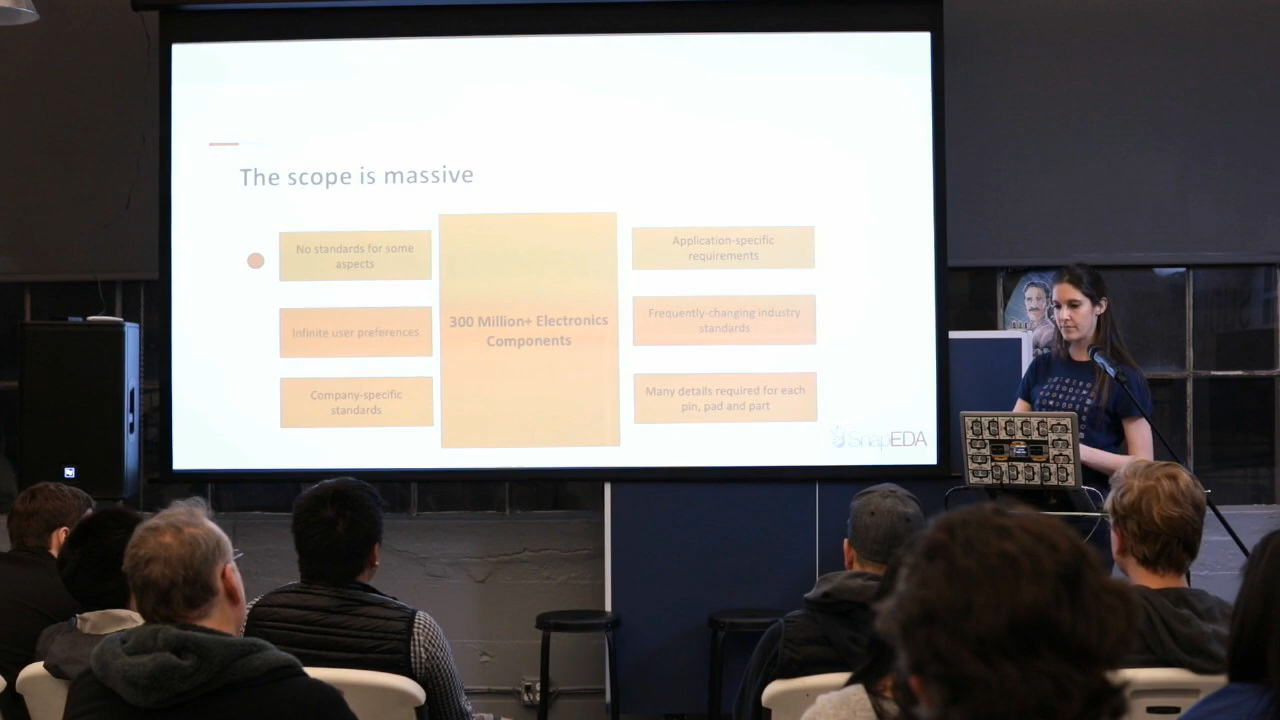 The scope is massive
No standards for some
aspects
Infinite user preferences
Company-specific
standards
300 Million+ Electronics
Components
Application-specific
requirements
Frequently-changing industry
standards
Many details required for each
pin, pad and part
SnapEDA